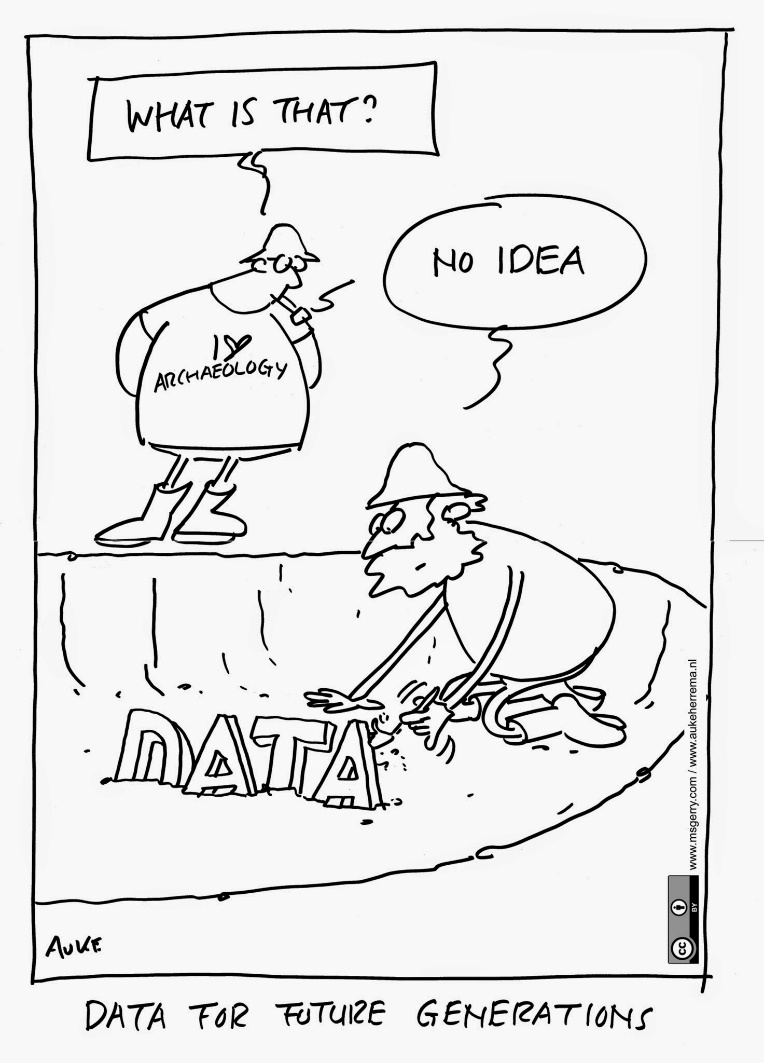 WHAT IS THAT?
NO IDEA
I ♥
ARCHAEOLOGY
DATA
www.msgerry.com / www.aukeherrema.nl
cc
BY
AUKE
DATA FOR FUTURE GENERATIONS